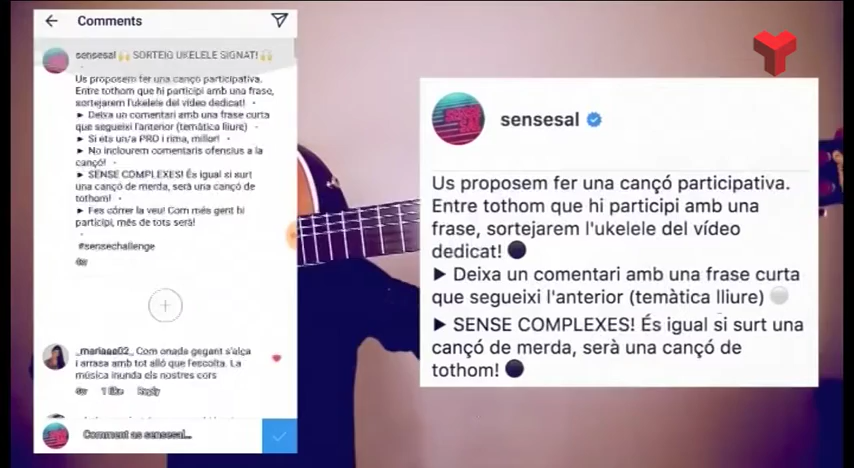 Comments
sensesal 🙌 SORTEIG UKELELE SIGNAT! 🙌
Us proposem fer una cançó participativa.
Entre tothom que hi participi amb una frase,
sortejarem l'ukelele del vídeo dedicat!
► Deixa un comentari amb una frase curta
que segueixi l'anterior (temàtica lliure)
► Si ets un/a PRO i rima, millor!
► No inclourem comentaris ofensius a la
cançó!
► SENSE COMPLEXES! És igual si surt
una cançó de merda, serà una cançó de
tothom!
► Fes córrer la veu! Com més gent hi
participi, més de tots serà!
#sensechallenge
_mariaaa02_ Com onada gegant s'alça
i arrasa amb tot allò que l'escolta. La
música inunda els nostres cors
1 like Reply
Comment as sensesal...
SENSE
SAL
sensesal
Us proposem fer una cançó participativa.
Entre tothom que hi participi amb una
frase, sortejarem l'ukelele del vídeo
dedicat!
► Deixa un comentari amb una frase curta
que segueixi l'anterior (temàtica lliure)
► SENSE COMPLEXES! És igual si surt una
cançó de merda, serà una cançó de
tothom!